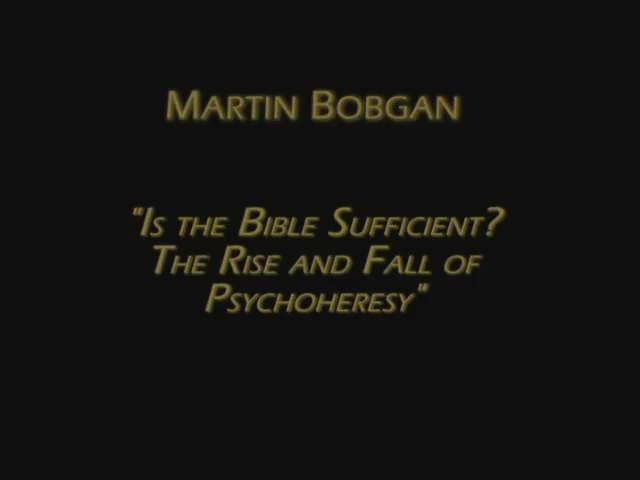 MARTIN BOBGAN
"IS THE BIBLE SUFFICIENT?
THE RISE AND FALL OF
PSYCHOHERESY"